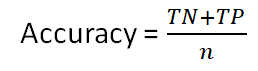 Accuracy = TN+TP / n